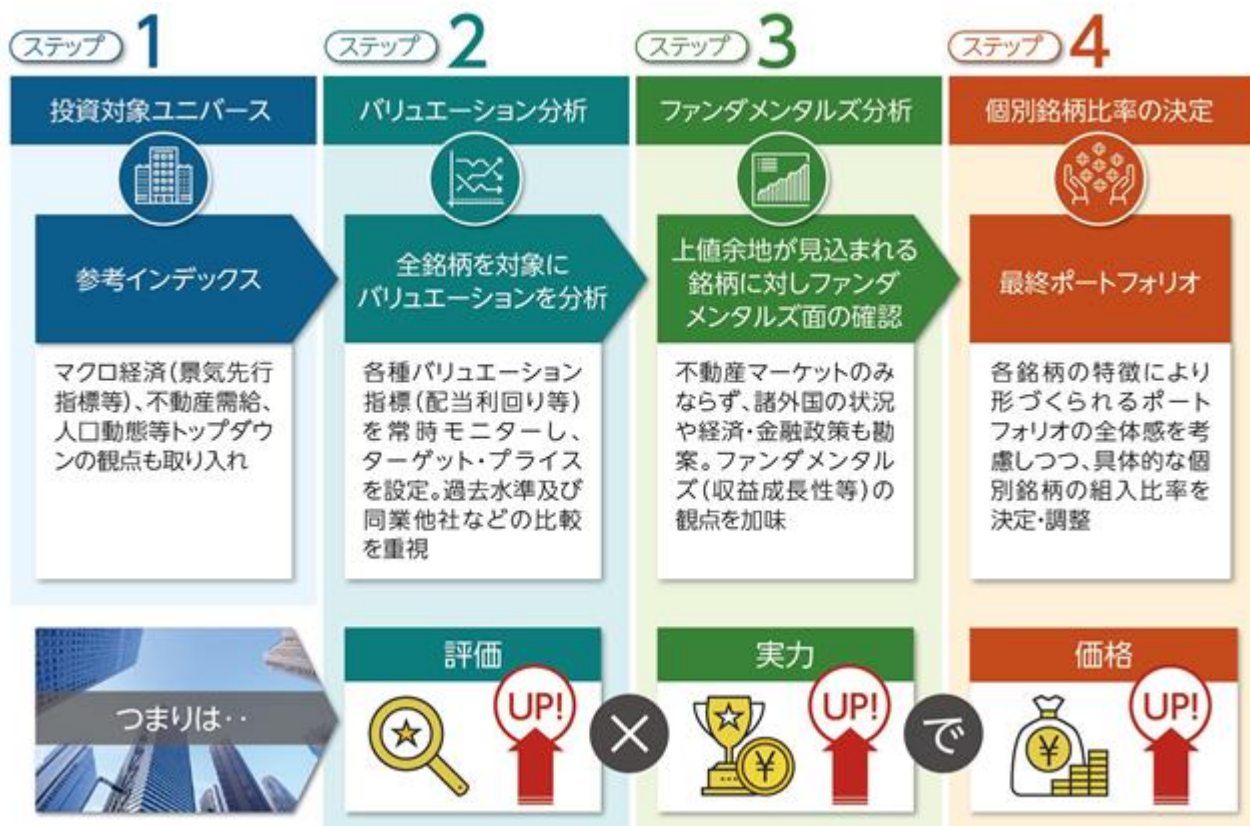 ステップ 1
投資対象ユニバース
参考インデックス
マクロ経済(景気先行
指標等)、不動産需給、
人口動態等トップダウ
ンの観点も取り入れ
ステップ 2
バリュエーション分析
全銘柄を対象に
バリュエーションを分析
各種バリュエーション
指標(配当利回り等)
を常時モニターし、
ターゲット・プライス
を設定。過去水準及び
同業他社などの比較
を重視
ステップ 3
ファンダメンタルズ分析
上値余地が見込まれる
銘柄に対しファンダ
メンタルズ面の確認
不動産マーケットのみ
ならず、諸外国の状況
や経済・金融政策も勘
案。ファンダメンタル
ズ(収益成長性等)の
観点を加味
ステップ 4
個別銘柄比率の決定
最終ポートフォリオ
各銘柄の特徴により
形づくられるポート
フォリオの全体感を考
慮しつつ、具体的な個
別銘柄の組入比率を
決定・調整
つまりは‥
評価
UP!
×
実力
¥
UP!
で
価格
¥
UP!